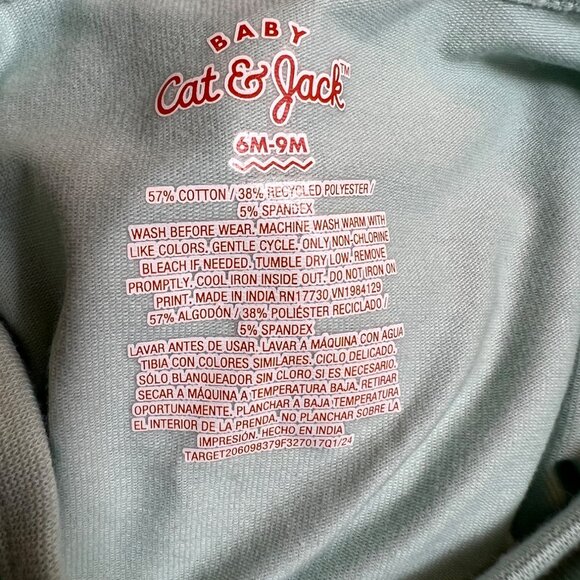 BABY
Cat & Jack™
6M-9M
57% COTTON / 38% RECYCLED POLYESTER /
5% SPANDEX
WASH BEFORE WEAR. MACHINE WASH WARM WITH
LIKE COLORS. GENTLE CYCLE. ONLY NON-CHLORINE
BLEACH IF NEEDED. TUMBLE DRY LOW. REMOVE
PROMPTLY. COOL IRON INSIDE OUT. DO NOT IRON ON
PRINT. MADE IN INDIA RN17730 VN1984129
57% ALGODÓN / 38% POLIÉSTER RECICLADO /
5% SPANDEX
LAVAR ANTES DE USAR. LAVAR A MÁQUINA CON AGUA
TIBIA CON COLORES SIMILARES. CICLO DELICADO.
SÓLO BLANQUEADOR SIN CLORO SI ES NECESARIO.
SECAR A MÁQUINA A TEMPERATURA BAJA. RETIRAR
OPORTUNAMENTE. PLANCHAR A BAJA TEMPERATURA
EL INTERIOR DE LA PRENDA. NO PLANCHAR SOBRE LA
IMPRESIÓN. HECHO EN INDIA
TARGET206098379F327017Q1/24